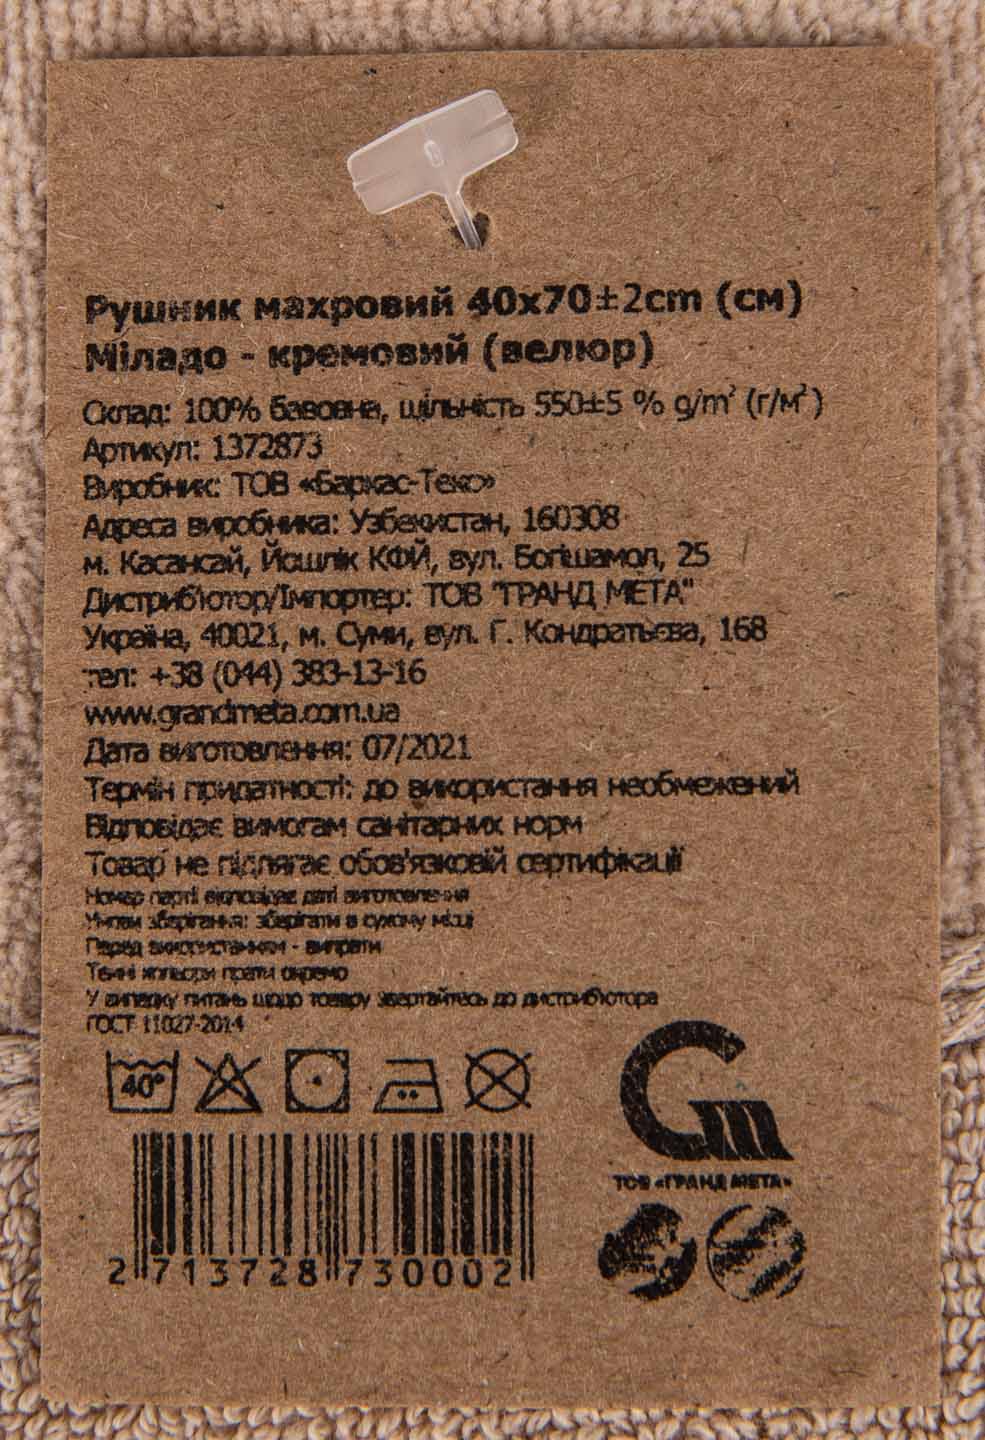 Рушник махровий 40х70±2cm (см)
Міладо - кремовий (велюр)
Склад: 100% бавовна, щільність 550±5 % g/m² (г/м²)
Артикул: 1372873
Виробник: ТОВ «Баркас-Текс»
Адреса виробника: Узбекистан, 160308
м. Касансай, Йошлік КФЙ, вул. Богішамол, 25
Дистриб'ютор/Імпортер: ТОВ "ГРАНД МЕТА"
Україна, 40021, м. Суми, вул. Г. Кондратьєва, 168
тел: +38 (044) 383-13-16
www.grandmeta.com.ua
Дата виготовлення: 07/2021
Термін придатності: до використання необмежений
Відповідає вимогам санітарних норм
Товар не підлягає обов'язковій сертифікації
Номер партії відповідає даті виготовлення
Умови зберігання: зберігати в сухому місці
Перед використанням - випрати
Темні кольори прати окремо
У випадку питань щодо товару звертайтесь до дистриб'ютора
ГОСТ 11027-2014
40°
Gm
ТОВ «ГРАНД МЕТА»
2 713728 730002